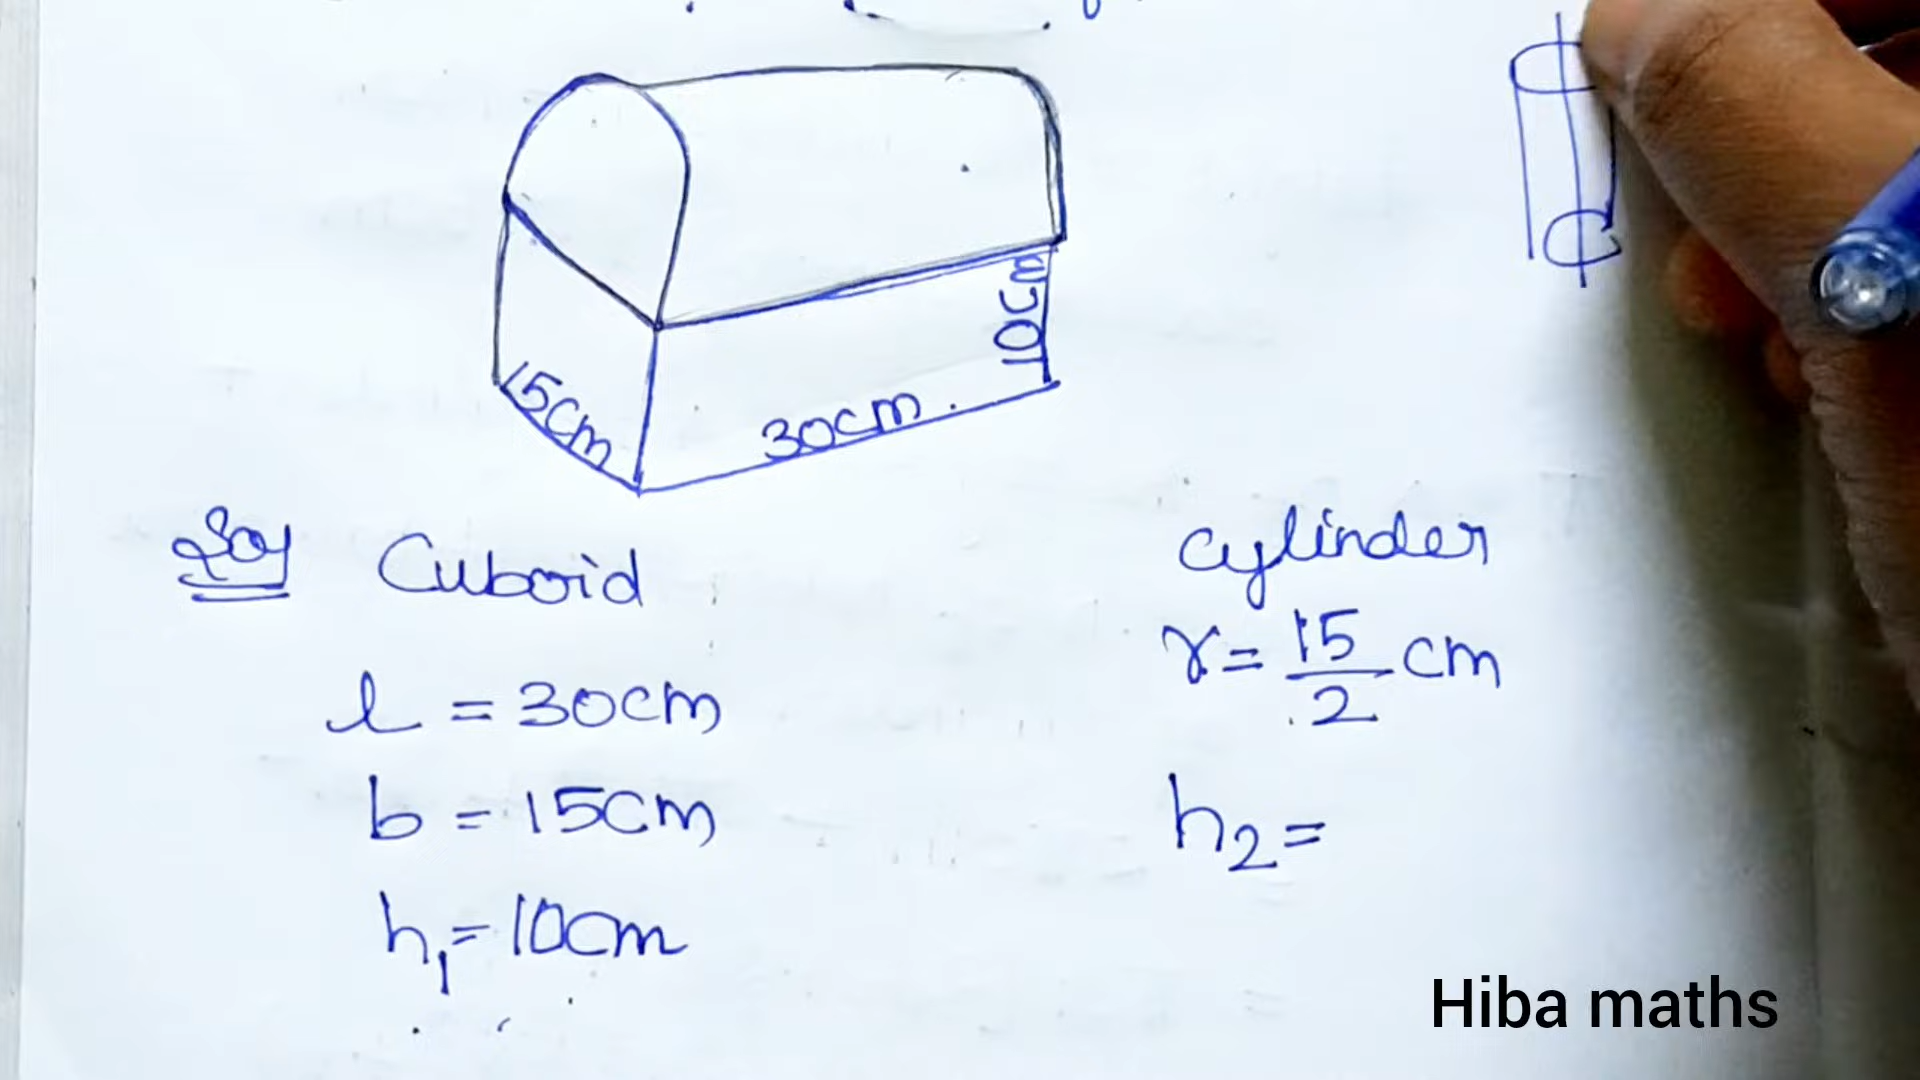 10cm
15cm
30cm
Sol
Cuboid
cylinder
l = 30cm
r = 15/2 cm
b = 15cm
h2 =
h1 = 10cm
Hiba maths